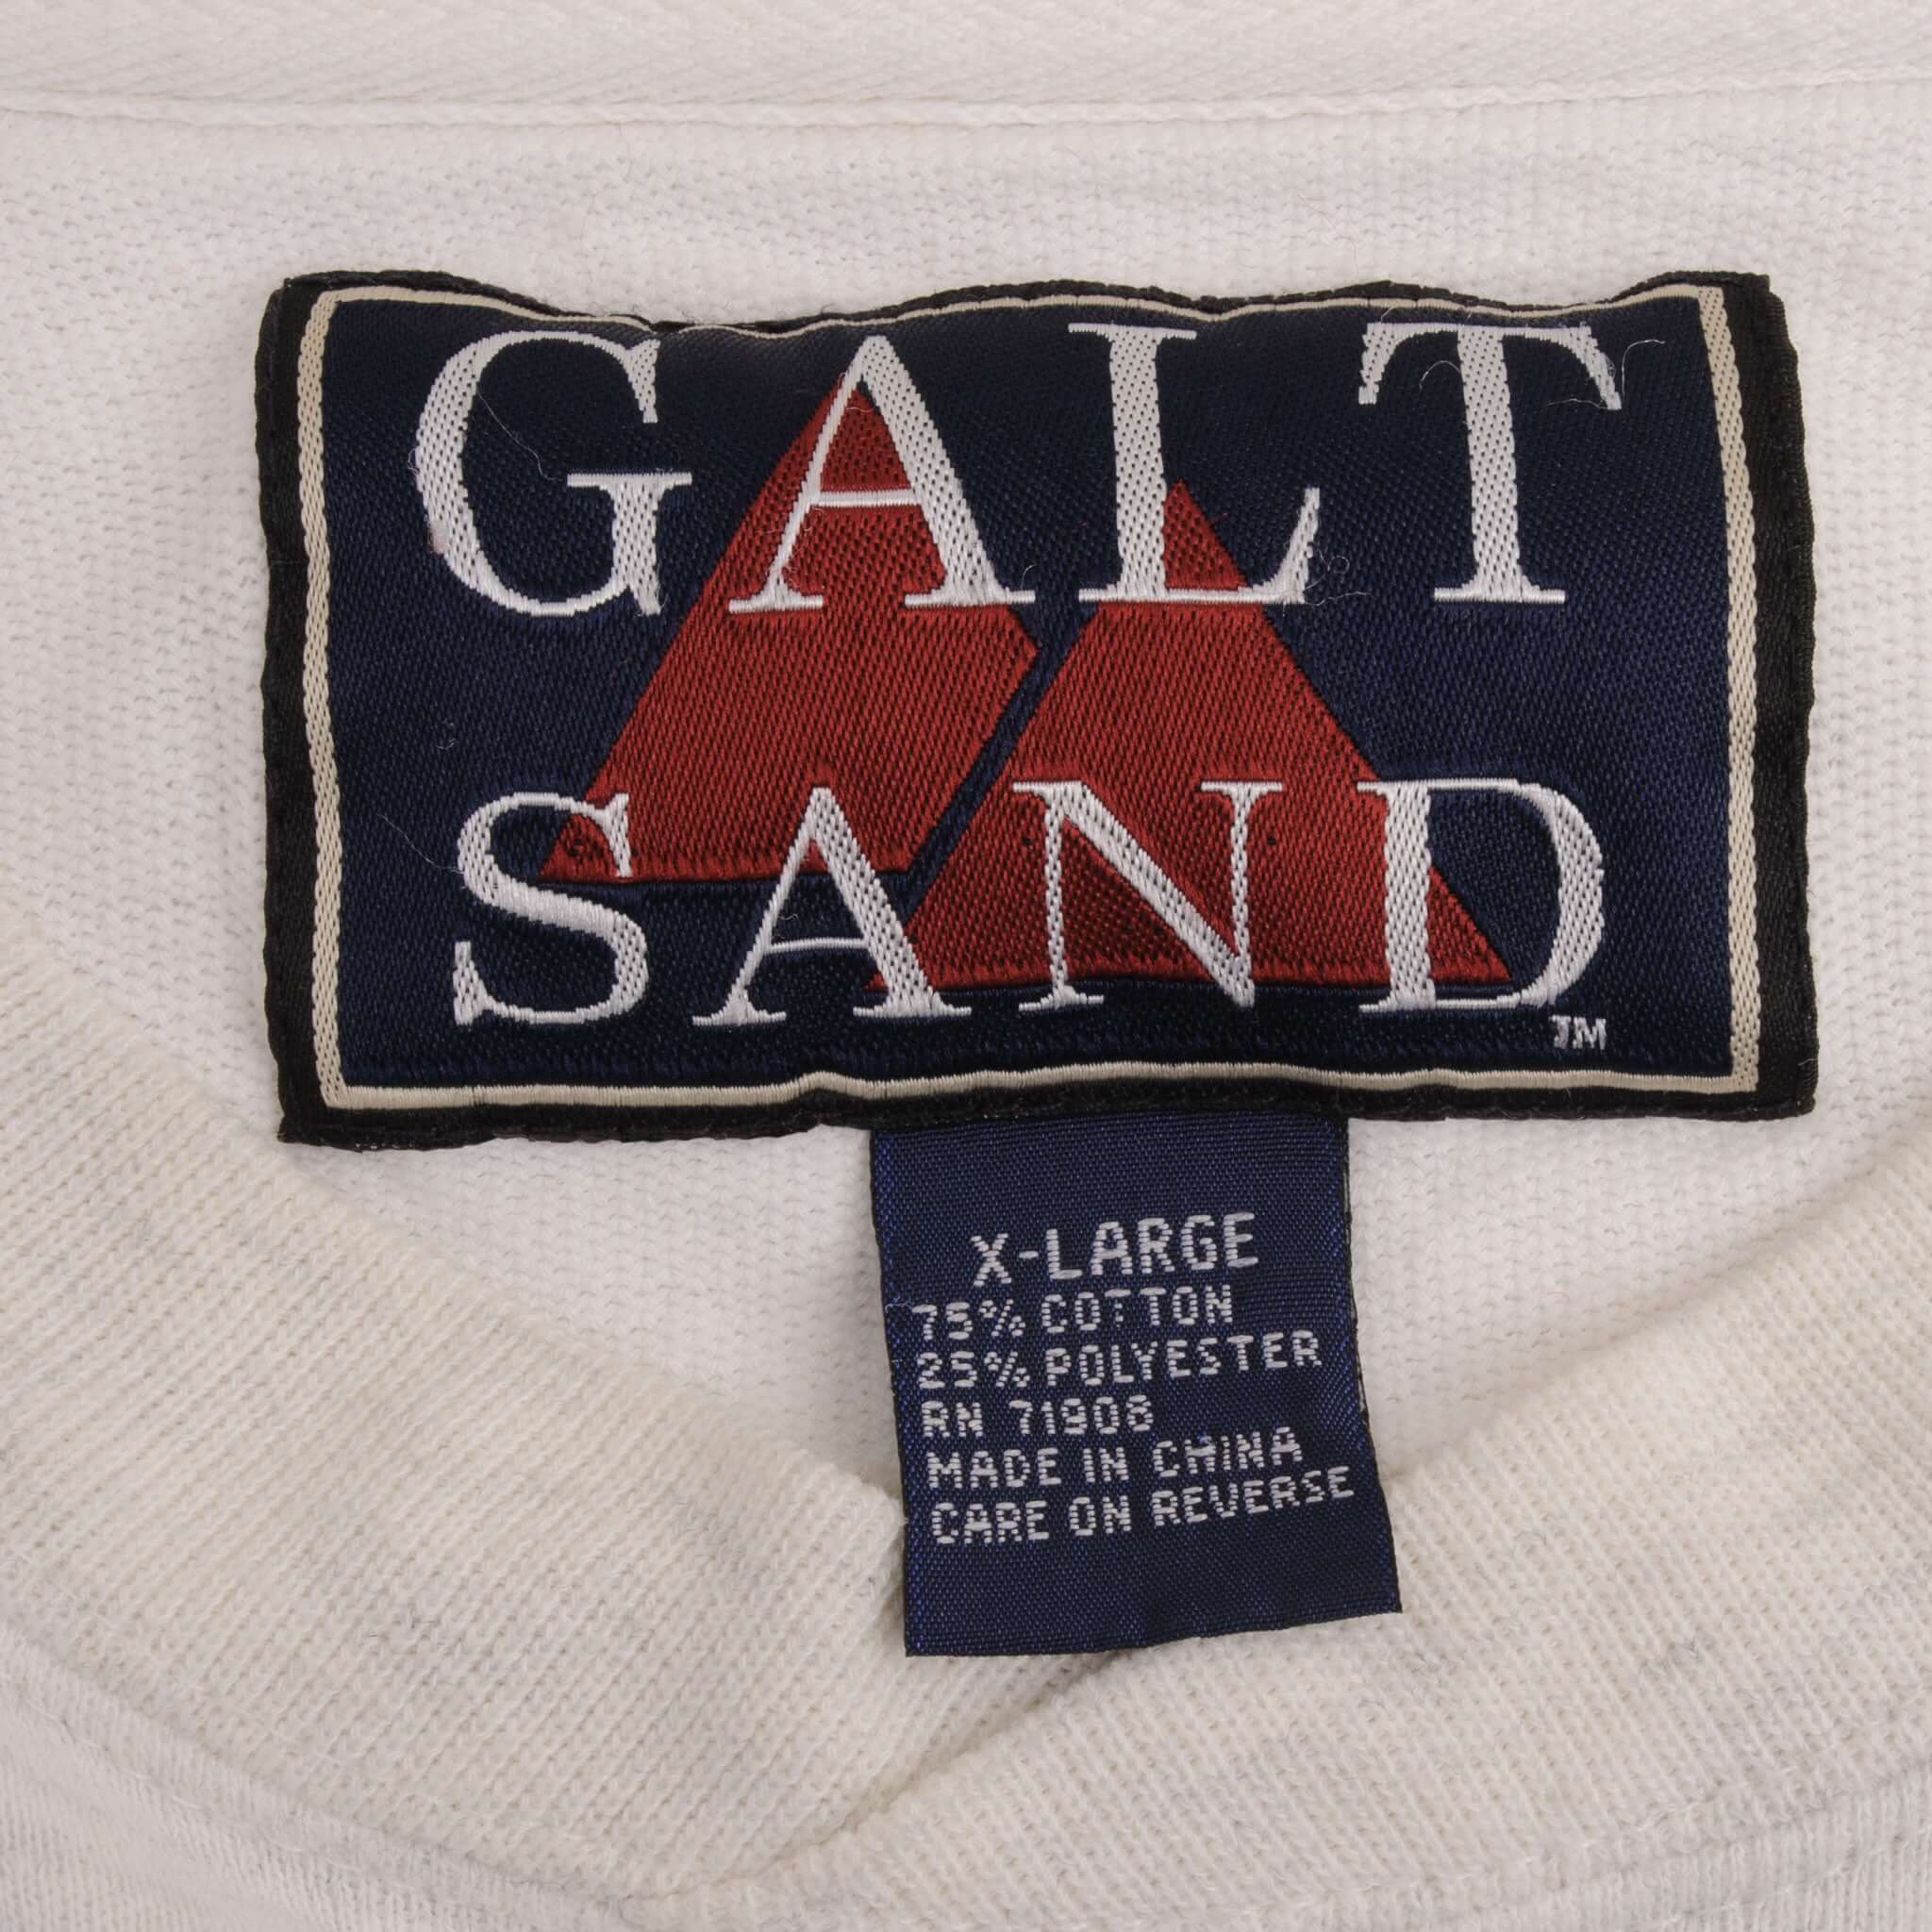 GALT
SAND
TM
X-LARGE
75% COTTON
25% POLYESTER
RN 71908
MADE IN CHINA
CARE ON REVERSE